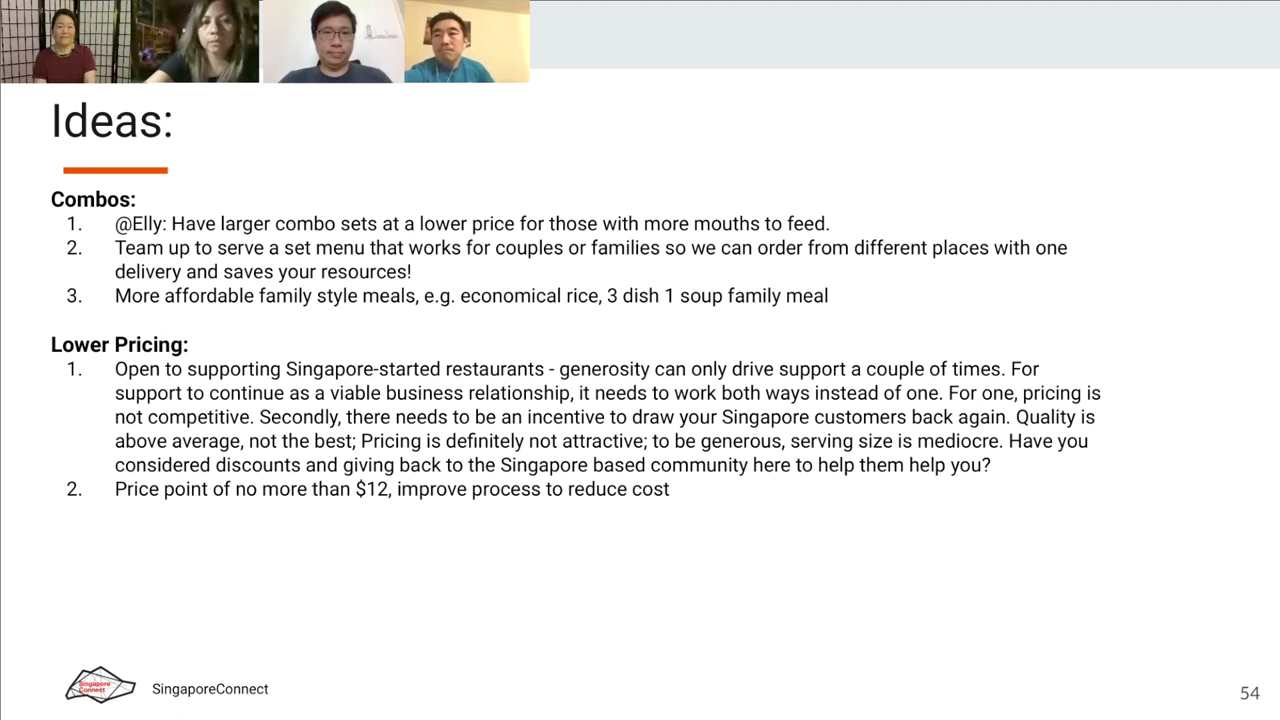 Ideas:
Combos:
1. @Elly: Have larger combo sets at a lower price for those with more mouths to feed.
2. Team up to serve a set menu that works for couples or families so we can order from different places with one
delivery and saves your resources!
3. More affordable family style meals, e.g. economical rice, 3 dish 1 soup family meal
Lower Pricing:
1. Open to supporting Singapore-started restaurants - generosity can only drive support a couple of times. For
support to continue as a viable business relationship, it needs to work both ways instead of one. For one, pricing is
not competitive. Secondly, there needs to be an incentive to draw your Singapore customers back again. Quality is
above average, not the best; Pricing is definitely not attractive; to be generous, serving size is mediocre. Have you
considered discounts and giving back to the Singapore based community here to help them help you?
2. Price point of no more than $12, improve process to reduce cost
Singapore
Connect
SingaporeConnect
54